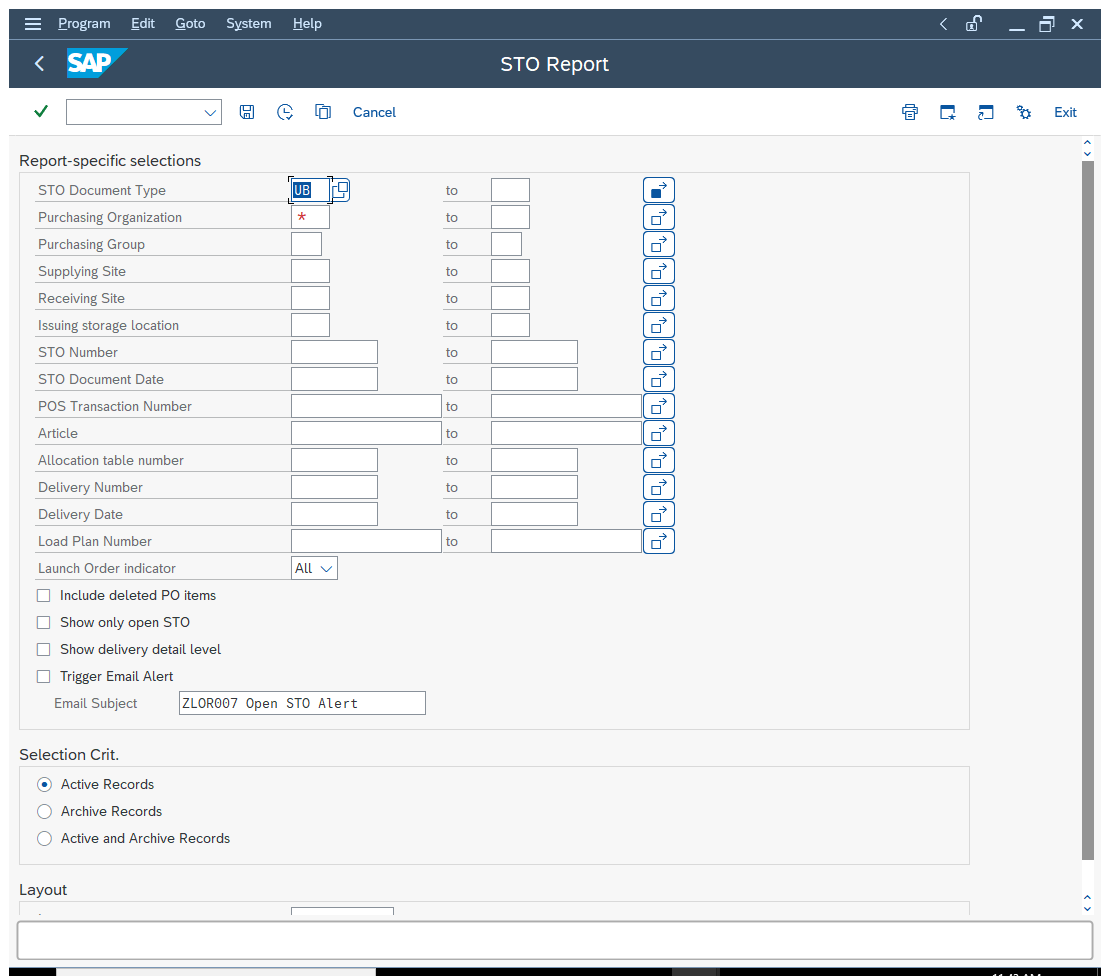 Program Edit Goto System Help
SAP STO Report
Cancel Exit
Report-specific selections
STO Document Type UB to
Purchasing Organization * to
Purchasing Group to
Supplying Site to
Receiving Site to
Issuing storage location to
STO Number to
STO Document Date to
POS Transaction Number to
Article to
Allocation table number to
Delivery Number to
Delivery Date to
Load Plan Number to
Launch Order indicator All
Include deleted PO items
Show only open STO
Show delivery detail level
Trigger Email Alert
Email Subject ZLOR007 Open STO Alert
Selection Crit.
Active Records
Archive Records
Active and Archive Records
Layout